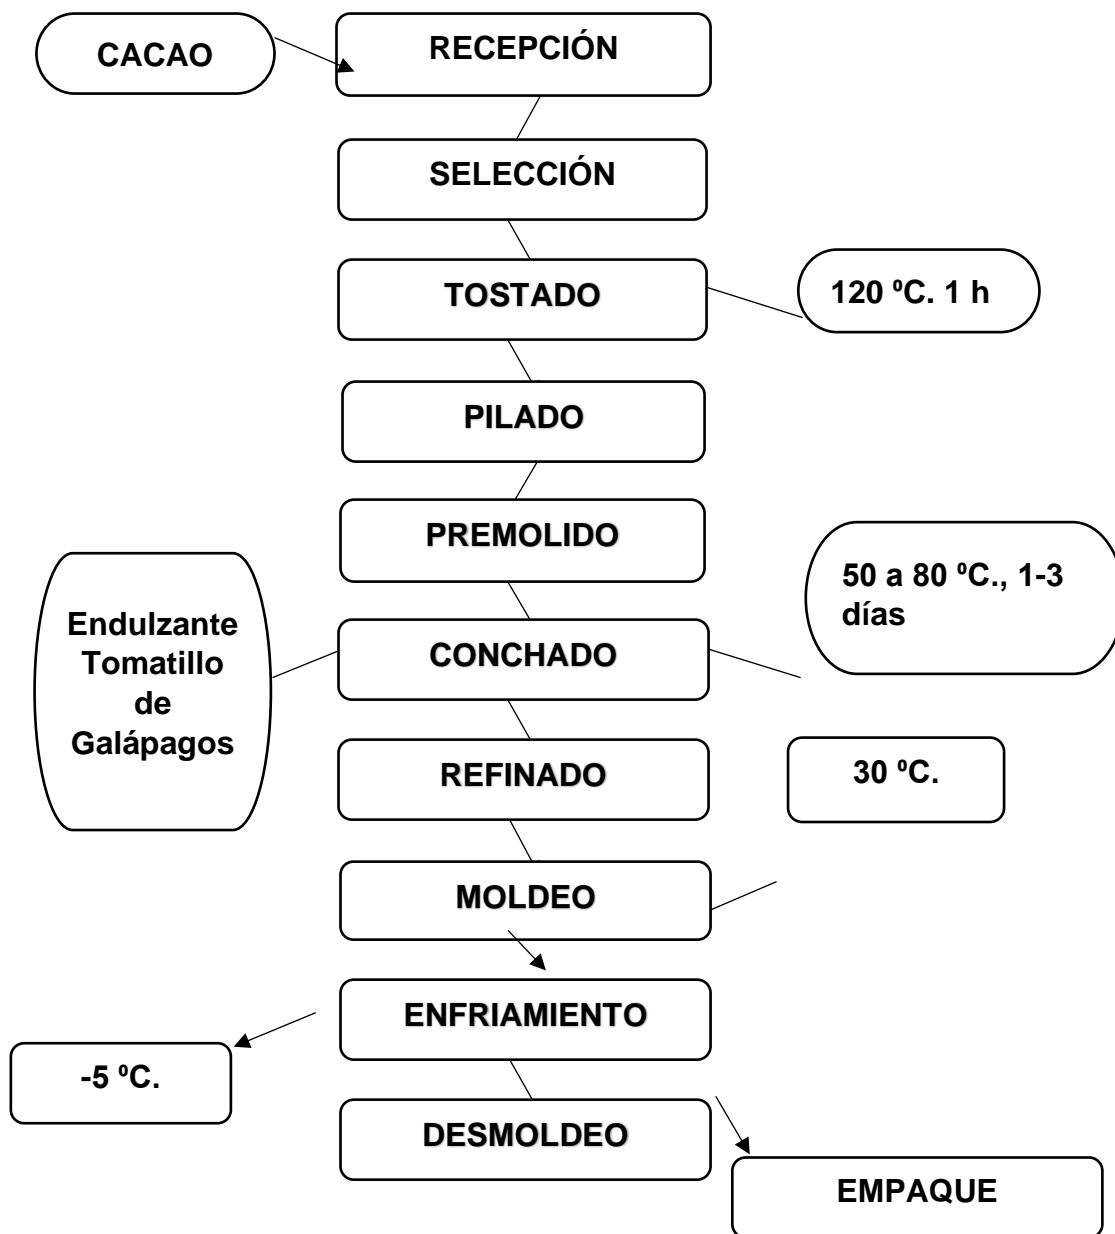 CACAO
RECEPCIÓN
SELECCIÓN
TOSTADO
120 ºC. 1 h
PILADO
PREMOLIDO
50 a 80 ºC., 1-3
días
Endulzante
Tomatillo
de
Galápagos
CONCHADO
REFINADO
30 ºC.
MOLDEO
ENFRIAMIENTO
-5 ºC.
DESMOLDEO
EMPAQUE